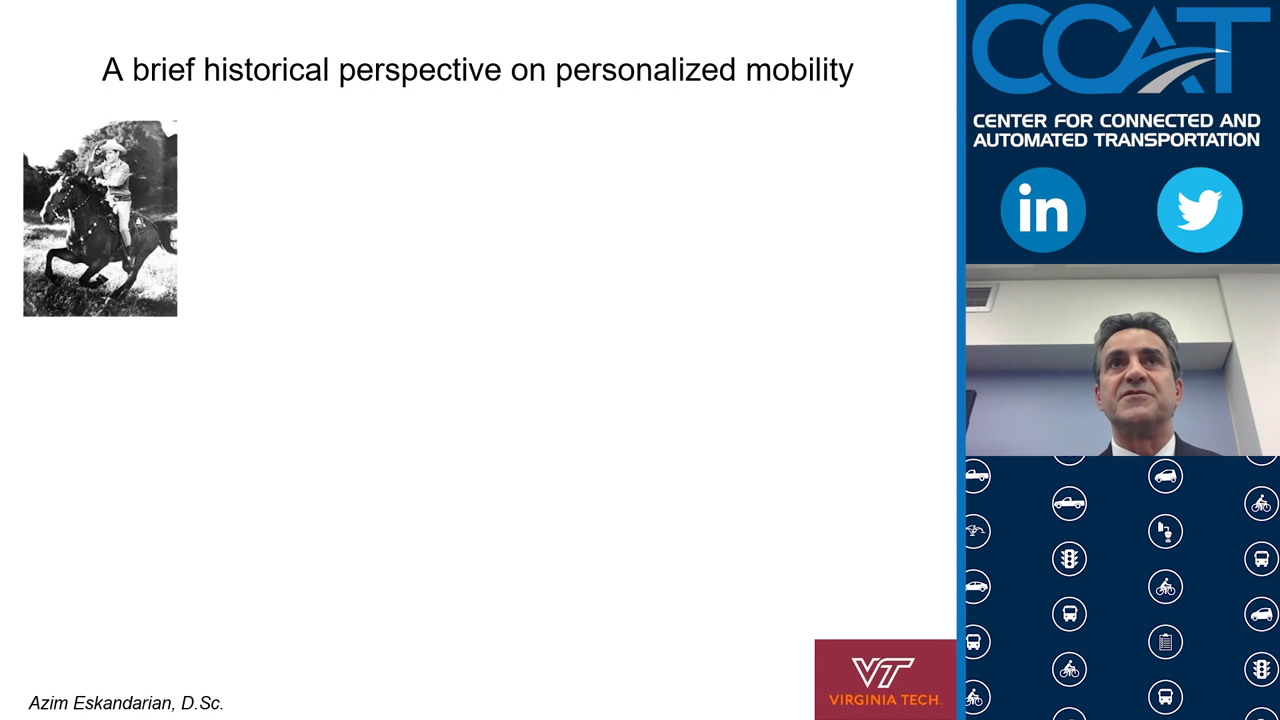 A brief historical perspective on personalized mobility
Azim Eskandarian, D.Sc.
VT
VIRGINIA TECH
CCAT
CENTER FOR CONNECTED AND
AUTOMATED TRANSPORTATION
in